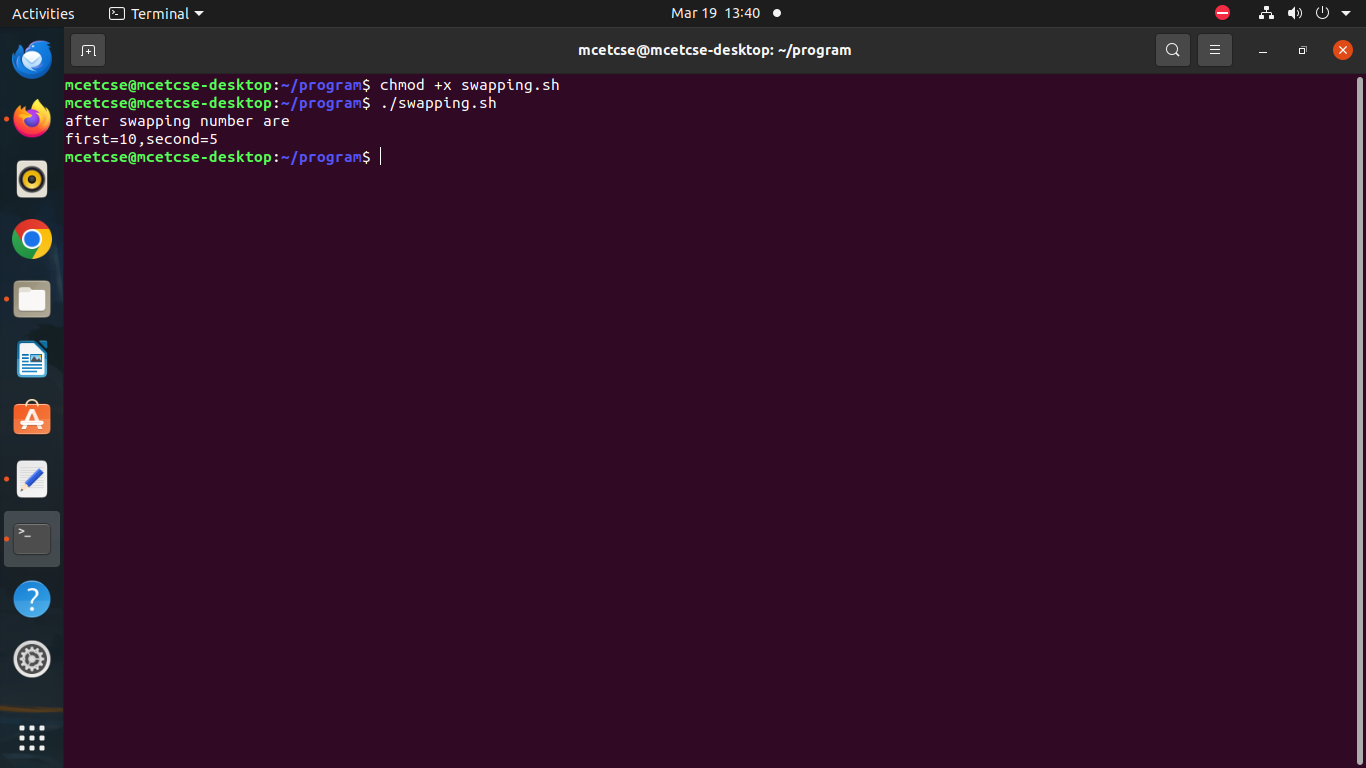 Activities
Terminal
Mar 19 13:40
mcetcse@mcetcse-desktop: ~/program
mcetcse@mcetcse-desktop:~/program$ chmod +x swapping.sh
mcetcse@mcetcse-desktop:~/program$ ./swapping.sh
after swapping number are
first=10,second=5
mcetcse@mcetcse-desktop:~/program$